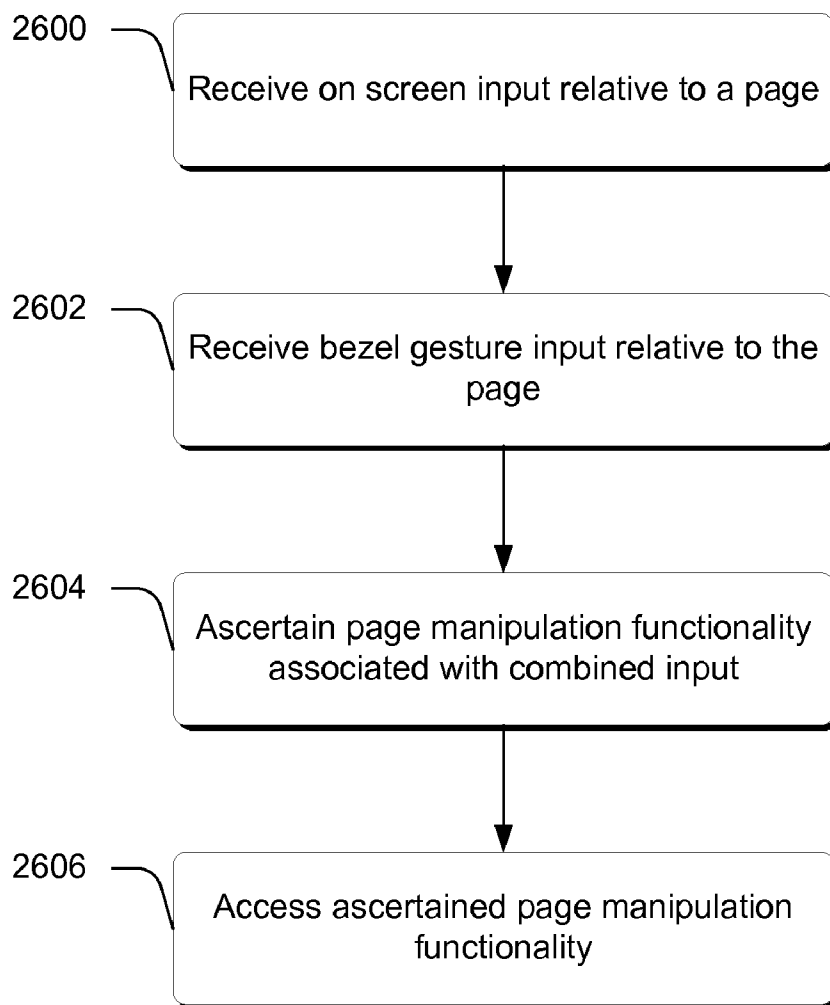 2600
Receive on screen input relative to a page
2602
Receive bezel gesture input relative to the
page
2604
Ascertain page manipulation functionality
associated with combined input
2606
Access ascertained page manipulation
functionality